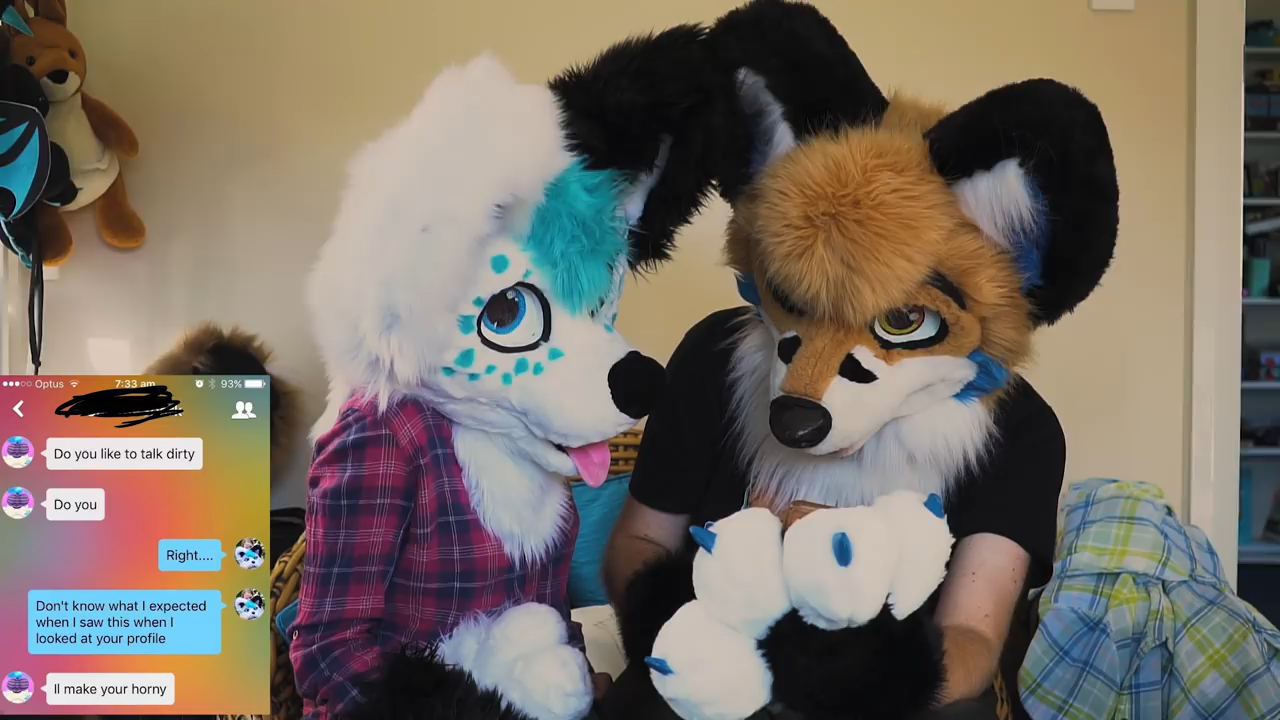 Optus 7:33 am 93%
Do you like to talk dirty
Do you
Right....
Don't know what I expected
when I saw this when I
looked at your profile
Il make your horny